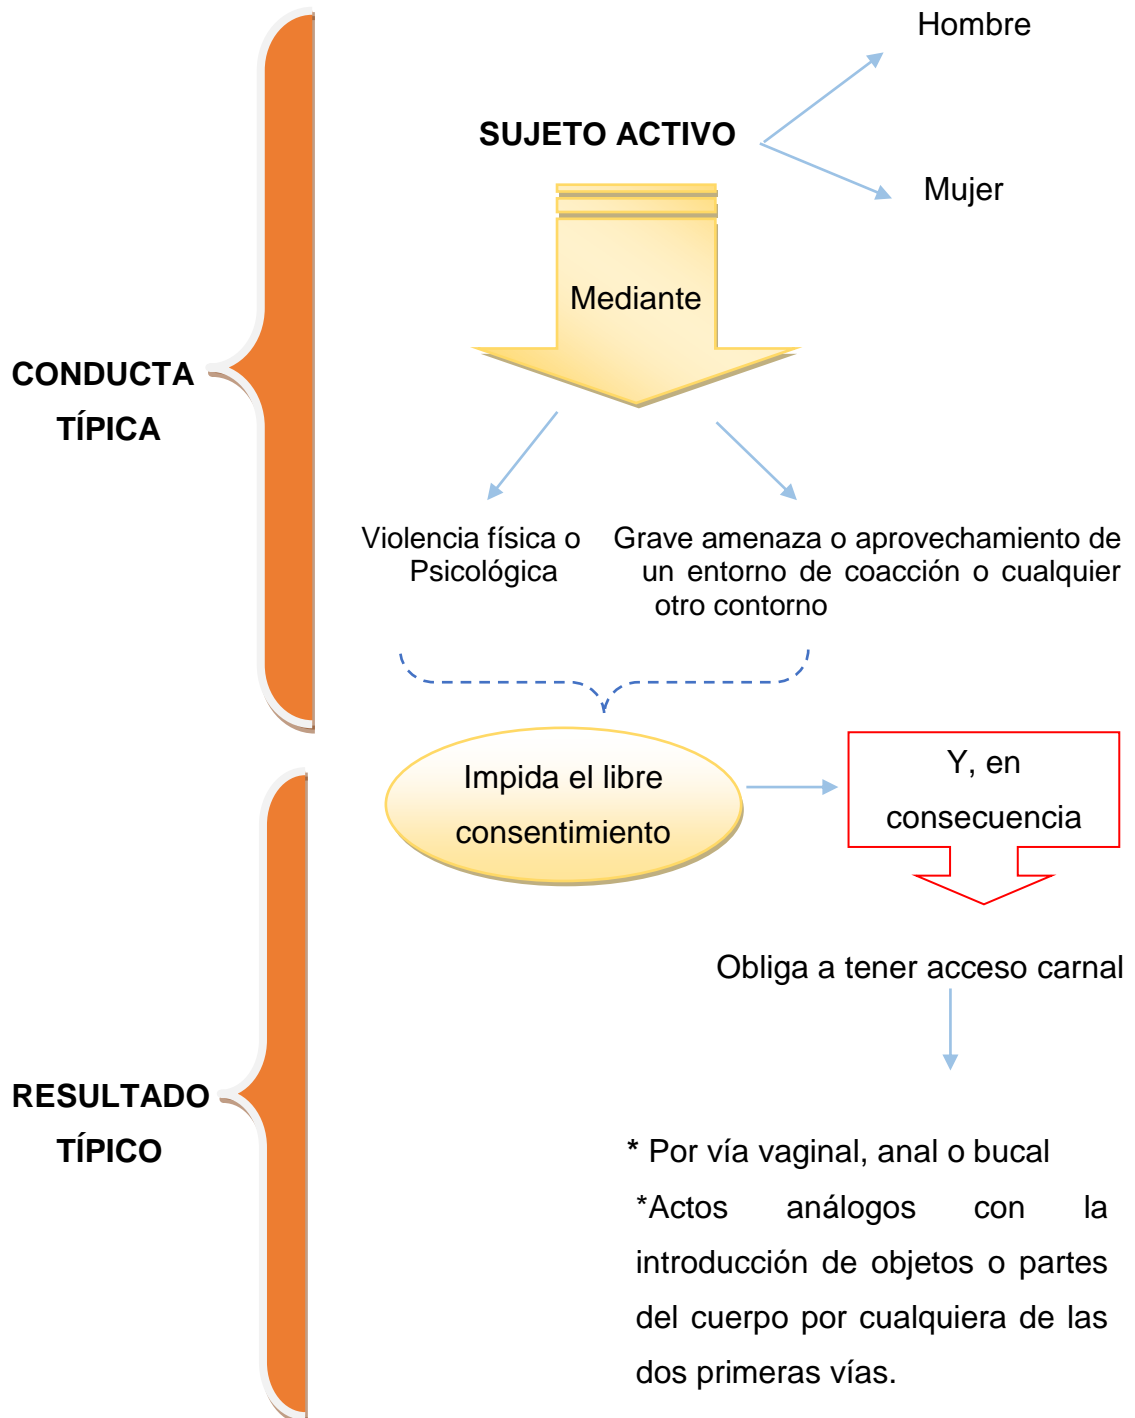 Hombre
SUJETO ACTIVO
Mujer
Mediante
CONDUCTA
TÍPICA
Violencia física o
Psicológica
Grave amenaza o aprovechamiento de
un entorno de coacción o cualquier
otro contorno
Impida el libre
consentimiento
Y, en
consecuencia
Obliga a tener acceso carnal
RESULTADO
TÍPICO
* Por vía vaginal, anal o bucal
*Actos análogos con la
introducción de objetos o partes
del cuerpo por cualquiera de las
dos primeras vías.